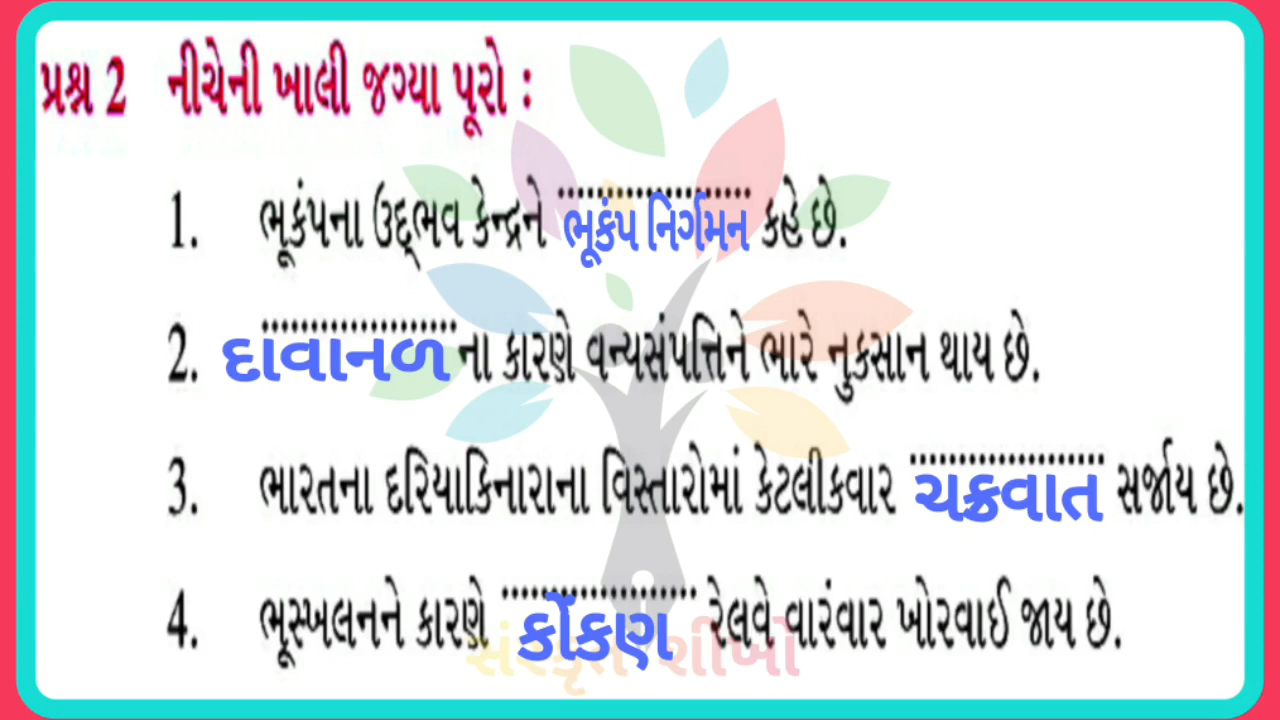 પ્રશ્ન 2 નીચેની ખાલી જગ્યા પૂરો :
1. ભૂકંપના ઉદ્‌ભવ કેન્દ્રને ભૂકંપ નિર્ગમન કહે છે.
2. દાવાનળ ના કારણે વન્યસંપત્તિને ભારે નુકસાન થાય છે.
3. ભારતના દરિયાકિનારાના વિસ્તારોમાં કેટલીકવાર ચક્રવાત સર્જાય છે.
4. ભૂસ્ખલનને કારણે કોંકણ રેલવે વારંવાર ખોરવાઈ જાય છે.
સંસ્કૃત શીખો